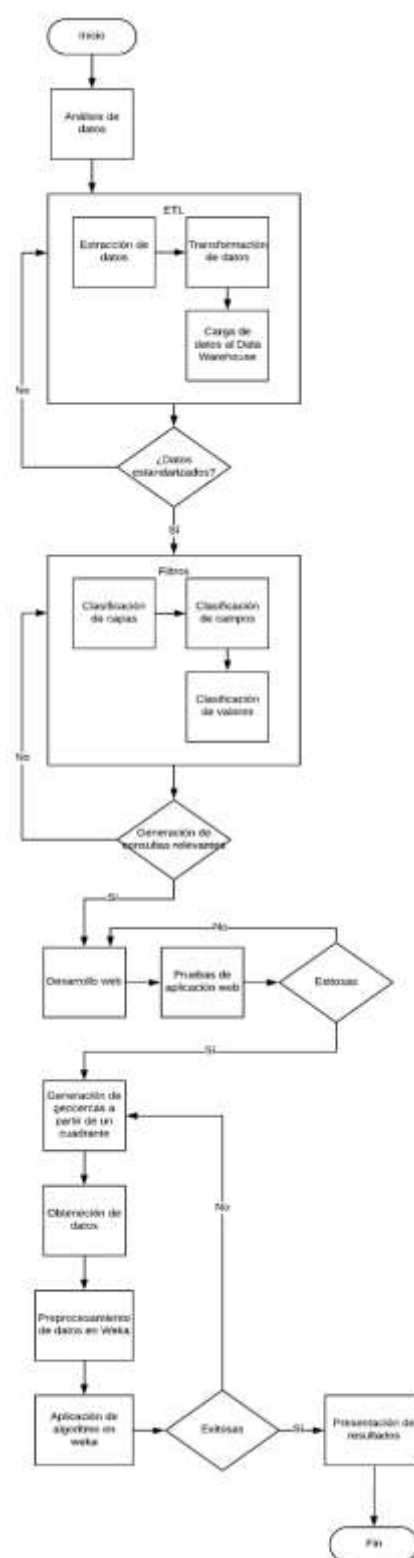 Inicio
Análisis de
datos
ETL
Extracción de
datos
Transformación
de datos
Carga de
datos al Data
Warehouse
No
¿Datos
estandarizados?
Si
Filtros
Clasificación
de capas
Clasificación
de campos
Clasificación
de valores
No
Generación de
consultas relevantes
Si
No
Desarrollo web
Pruebas de
aplicación web
Exitosas
Si
Generación de
geocercas a
partir de un
cuadrante
No
Obtención de
datos
Preprocesamiento
de datos en Weka
Aplicación de
algoritmo en
weka
Exitosas
Si
Presentación de
resultados
Fin